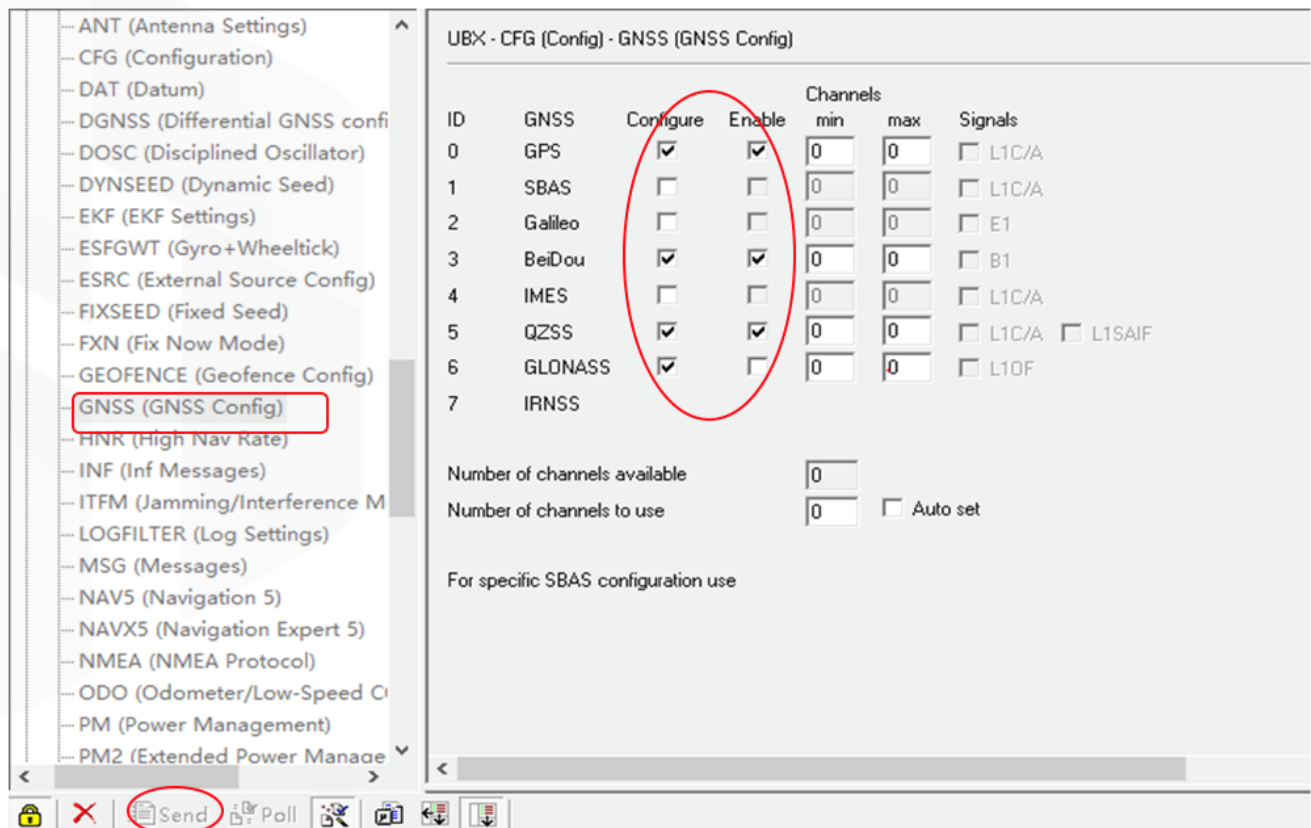 ANT (Antenna Settings)
CFG (Configuration)
DAT (Datum)
DGNSS (Differential GNSS confi
DOSC (Disciplined Oscillator)
DYNSEED (Dynamic Seed)
EKF (EKF Settings)
ESFGWT (Gyro+Wheeltick)
ESRC (External Source Config)
FIXSEED (Fixed Seed)
FXN (Fix Now Mode)
GEOFENCE (Geofence Config)
GNSS (GNSS Config)
HNR (High Nav Rate)
INF (Inf Messages)
ITFM (Jamming/Interference M
LOGFILTER (Log Settings)
MSG (Messages)
NAV5 (Navigation 5)
NAVX5 (Navigation Expert 5)
NMEA (NMEA Protocol)
ODO (Odometer/Low-Speed C
PM (Power Management)
PM2 (Extended Power Manage
UBX - CFG (Config) - GNSS (GNSS Config)
Channels
ID GNSS Configure Enable min max Signals
0 GPS 0 0 L1C/A
1 SBAS 0 0 L1C/A
2 Galileo 0 0 E1
3 BeiDou 0 0 B1
4 IMES 0 0 L1C/A
5 QZSS 0 0 L1C/A L1SAIF
6 GLONASS 0 0 L1OF
7 IRNSS
Number of channels available 0
Number of channels to use 0 Auto set
For specific SBAS configuration use
Send Poll